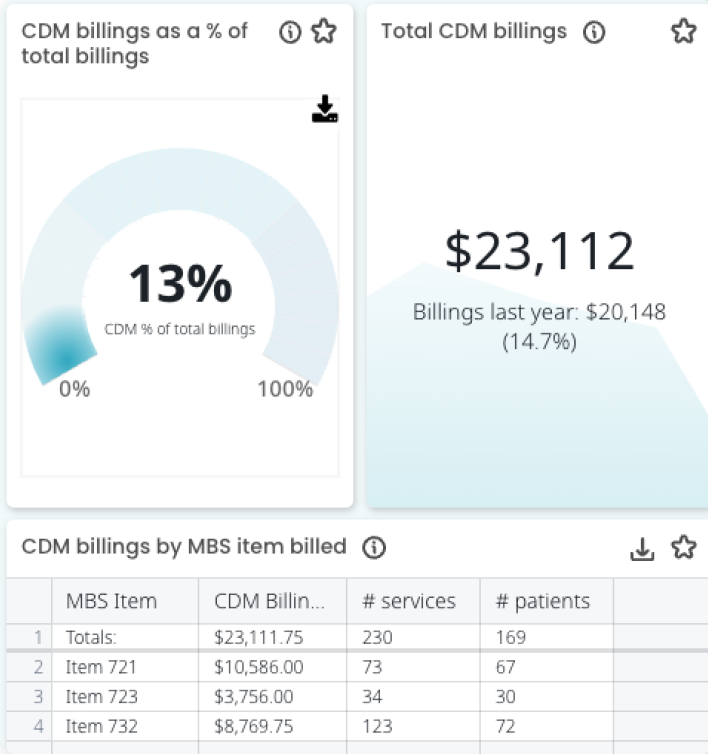 CDM billings as a % of
total billings
13%
CDM % of total billings
0%
100%
Total CDM billings
$23,112
Billings last year: $20,148
(14.7%)
CDM billings by MBS item billed
MBS Item CDM Billin... # services # patients
1 Totals: $23,111.75 230 169
2 Item 721 $10,586.00 73 67
3 Item 723 $3,756.00 34 30
4 Item 732 $8,769.75 123 72